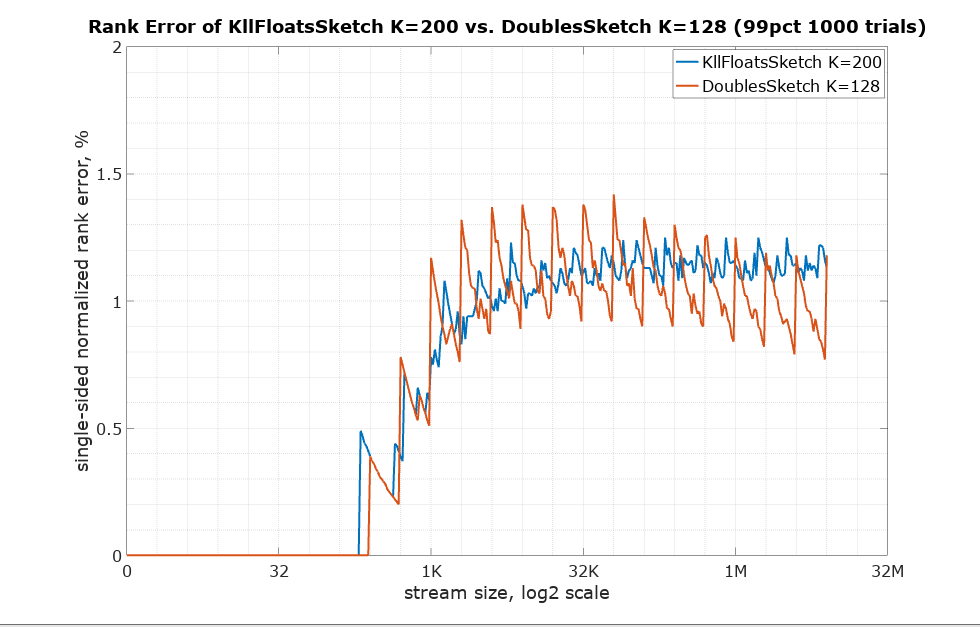 Rank Error of KllFloatsSketch K=200 vs. DoublesSketch K=128 (99pct 1000 trials)
KllFloatsSketch K=200
DoublesSketch K=128
single-sided normalized rank error, %
2
1.5
1
0.5
0
0 32 1K 32K 1M 32M
stream size, log2 scale